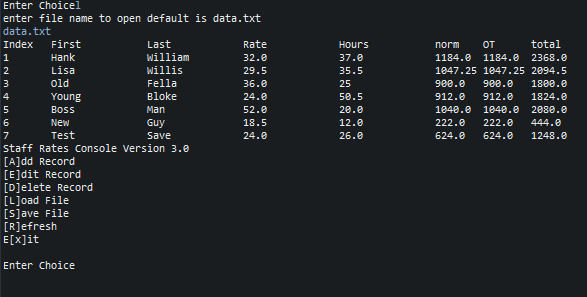 Enter Choicel
enter file name to open default is data.txt
data.txt
Index First Last Rate Hours norm OT total
1 Hank William 32.0 37.0 1184.0 1184.0 2368.0
2 Lisa Willis 29.5 35.5 1047.25 1047.25 2094.5
3 Old Fella 36.0 25 900.0 900.0 1800.0
4 Young Bloke 24.0 50.5 912.0 912.0 1824.0
5 Boss Man 52.0 20.0 1040.0 1040.0 2080.0
6 New Guy 18.5 12.0 222.0 222.0 444.0
7 Test Save 24.0 26.0 624.0 624.0 1248.0
Staff Rates Console Version 3.0
[A]dd Record
[E]dit Record
[D]elete Record
[L]oad File
[S]ave File
[R]efresh
E[x]it
Enter Choice